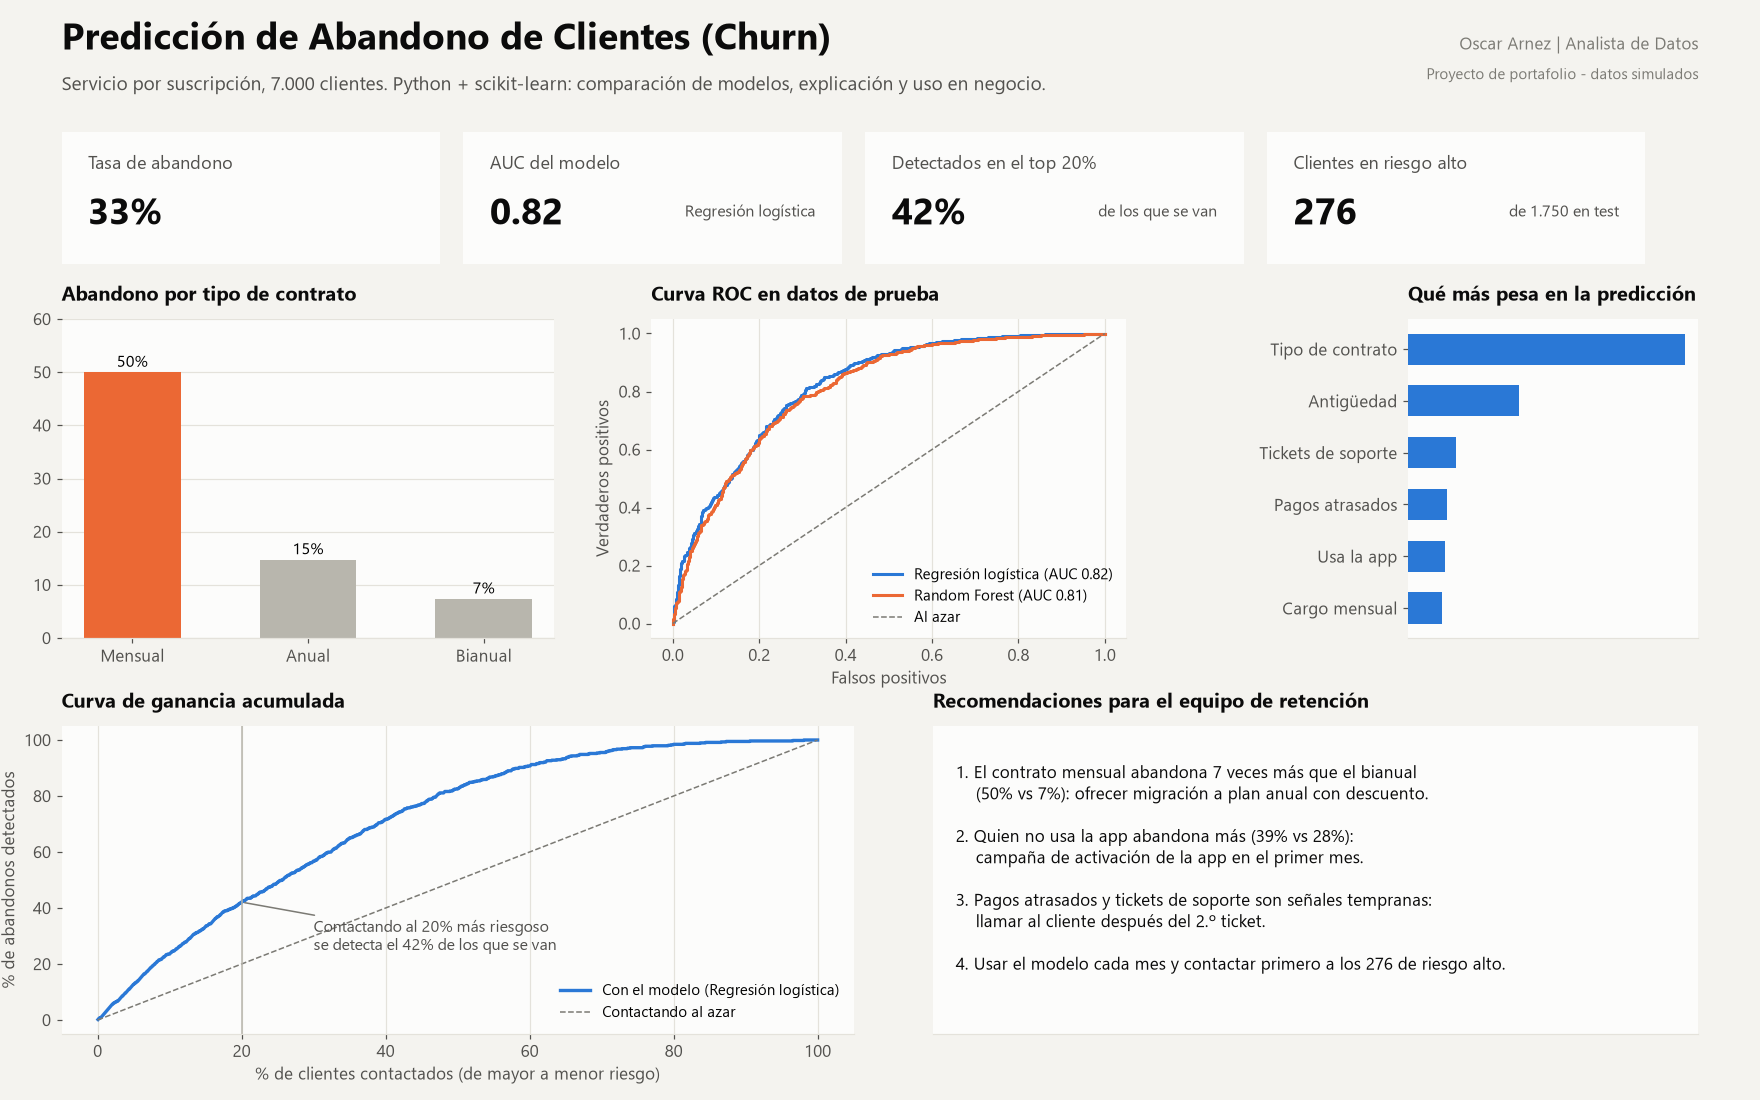 Predicción de Abandono de Clientes (Churn)
Oscar Arnez | Analista de Datos
Servicio por suscripción, 7.000 clientes. Python + scikit-learn: comparación de modelos, explicación y uso en negocio.
Proyecto de portafolio - datos simulados
Tasa de abandono
33%
AUC del modelo
0.82
Regresión logística
Detectados en el top 20%
42%
de los que se van
Clientes en riesgo alto
276
de 1.750 en test
Abandono por tipo de contrato
60
50
40
30
20
10
0
50%
15%
7%
Mensual
Anual
Bianual
Curva ROC en datos de prueba
Verdaderos positivos
1.0
0.8
0.6
0.4
0.2
0.0
Regresión logística (AUC 0.82)
Random Forest (AUC 0.81)
Al azar
0.0
0.2
0.4
0.6
0.8
1.0
Falsos positivos
Qué más pesa en la predicción
Tipo de contrato
Antigüedad
Tickets de soporte
Pagos atrasados
Usa la app
Cargo mensual
Curva de ganancia acumulada
% de abandonos detectados
100
80
60
40
20
0
Contactando al 20% más riesgoso
se detecta el 42% de los que se van
Con el modelo (Regresión logística)
Contactando al azar
0
20
40
60
80
100
% de clientes contactados (de mayor a menor riesgo)
Recomendaciones para el equipo de retención
1. El contrato mensual abandona 7 veces más que el bianual
(50% vs 7%): ofrecer migración a plan anual con descuento.
2. Quien no usa la app abandona más (39% vs 28%):
campaña de activación de la app en el primer mes.
3. Pagos atrasados y tickets de soporte son señales tempranas:
llamar al cliente después del 2.º ticket.
4. Usar el modelo cada mes y contactar primero a los 276 de riesgo alto.